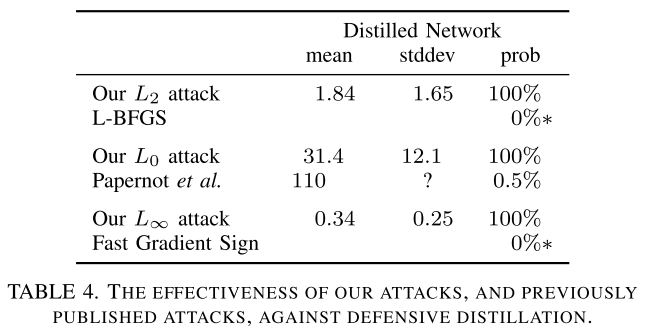 Distilled Network
mean stddev prob
Our L₂ attack 1.84 1.65 100%
L-BFGS 0%∗
Our L₀ attack 31.4 12.1 100%
Papernot et al. 110 ? 0.5%
Our L∞ attack 0.34 0.25 100%
Fast Gradient Sign 0%∗
TABLE 4. THE EFFECTIVENESS OF OUR ATTACKS, AND PREVIOUSLY
PUBLISHED ATTACKS, AGAINST DEFENSIVE DISTILLATION.